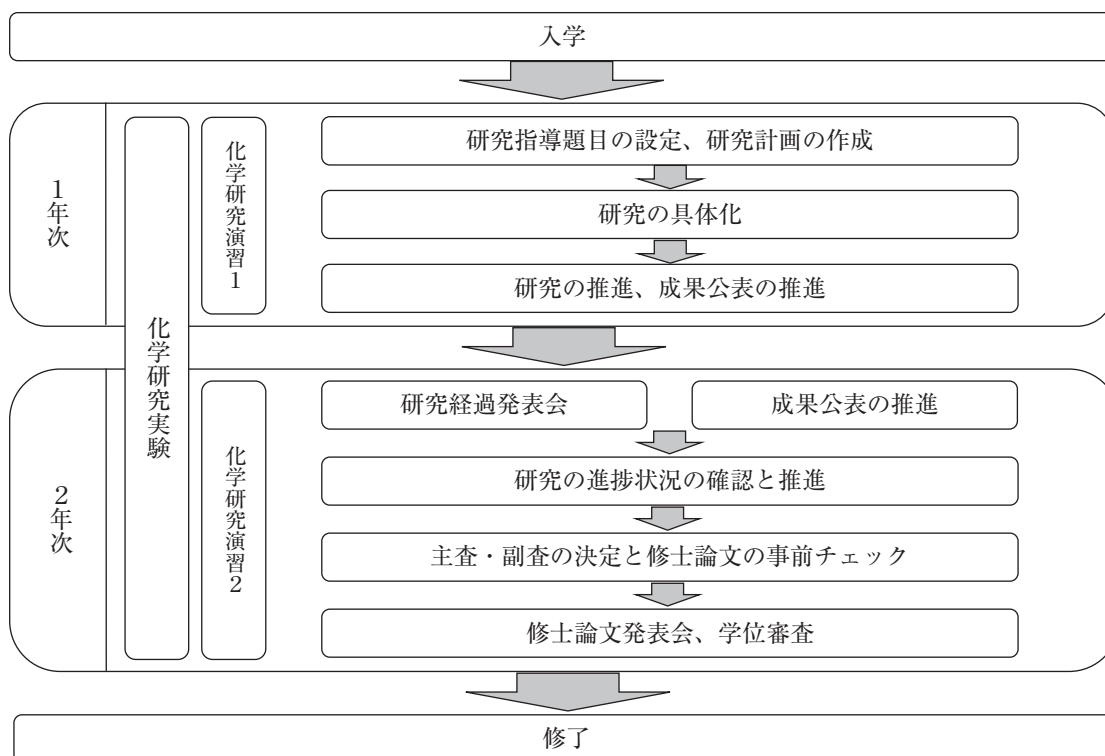 入学
1年次
化学研究実験
化学研究演習1
研究指導題目の設定、研究計画の作成
研究の具体化
研究の推進、成果公表の推進
2年次
化学研究演習2
研究経過発表会
成果公表の推進
研究の進捗状況の確認と推進
主査・副査の決定と修士論文の事前チェック
修士論文発表会、学位審査
修了